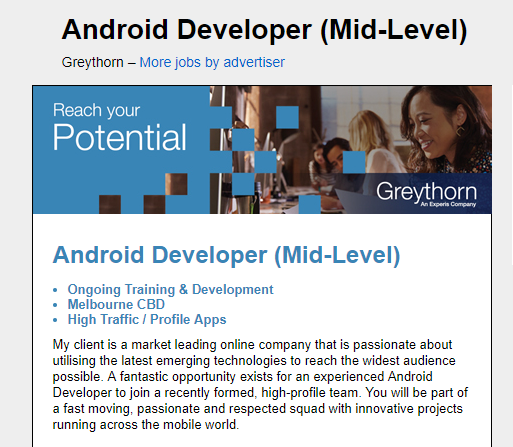 Android Developer (Mid-Level)
Greythorn – More jobs by advertiser
Reach your
Potential
Greythorn
An Experis Company
Android Developer (Mid-Level)
• Ongoing Training & Development
• Melbourne CBD
• High Traffic / Profile Apps
My client is a market leading online company that is passionate about
utilising the latest emerging technologies to reach the widest audience
possible. A fantastic opportunity exists for an experienced Android
Developer to join a recently formed, high-profile team. You will be part of
a fast moving, passionate and respected squad with innovative projects
running across the mobile world.